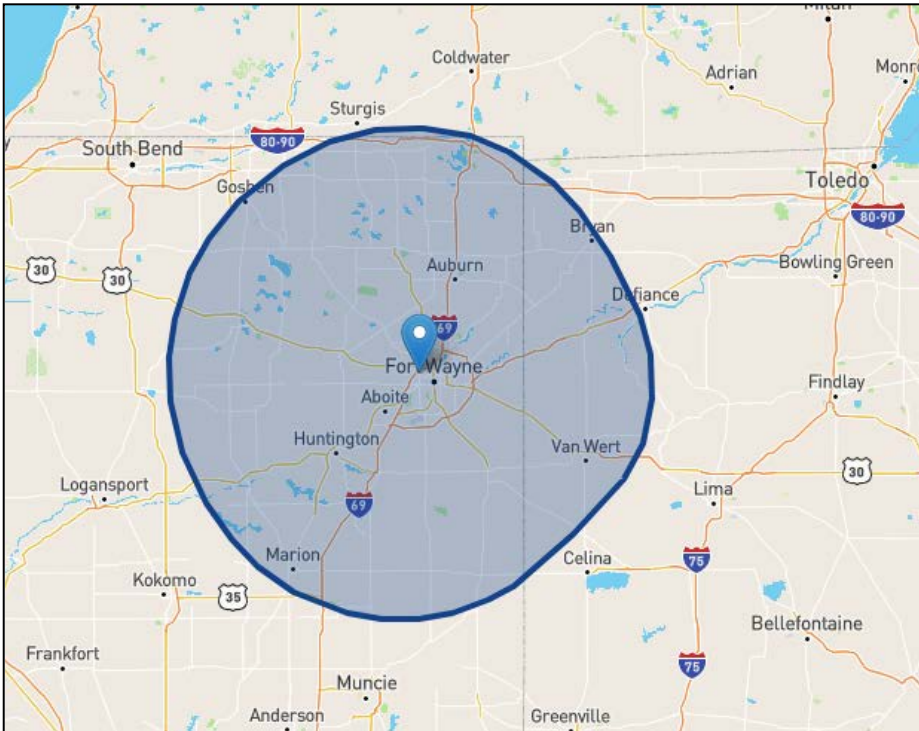 Milan
Coldwater
Adrian
Monr
Sturgis
y
80-90
South Bend
Toledo
Goshen
80-90
Bryan
30
30
Auburn
Bowling Green
Defiance
69
Fort Wayne
Findlay
Aboite
Huntington
Van Wert
30
Logansport
Lima
69
Marion
Celina
75
Kokomo
35
Bellefontaine
Frankfort
75
Muncie
Anderson
Greenville